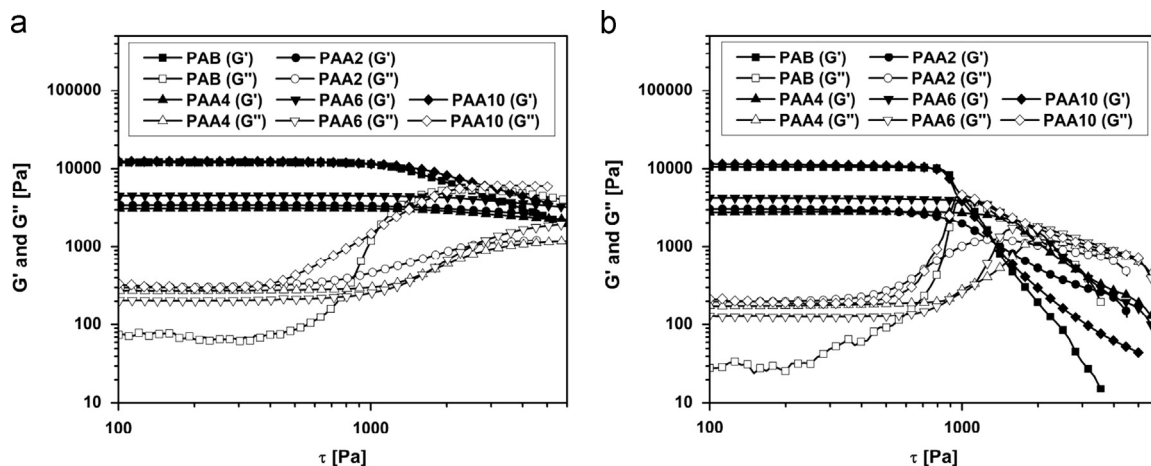 a
PAB (G') PAA2 (G')
PAB (G") PAA2 (G")
PAA4 (G') PAA6 (G') PAA10 (G')
PAA4 (G") PAA6 (G") PAA10 (G")
G' and G" [Pa]
100000
10000
1000
100
10
100 1000
τ [Pa]
b
PAB (G') PAA2 (G')
PAB (G") PAA2 (G")
PAA4 (G') PAA6 (G') PAA10 (G')
PAA4 (G") PAA6 (G") PAA10 (G")
G' and G" [Pa]
100000
10000
1000
100
10
100 1000
τ [Pa]